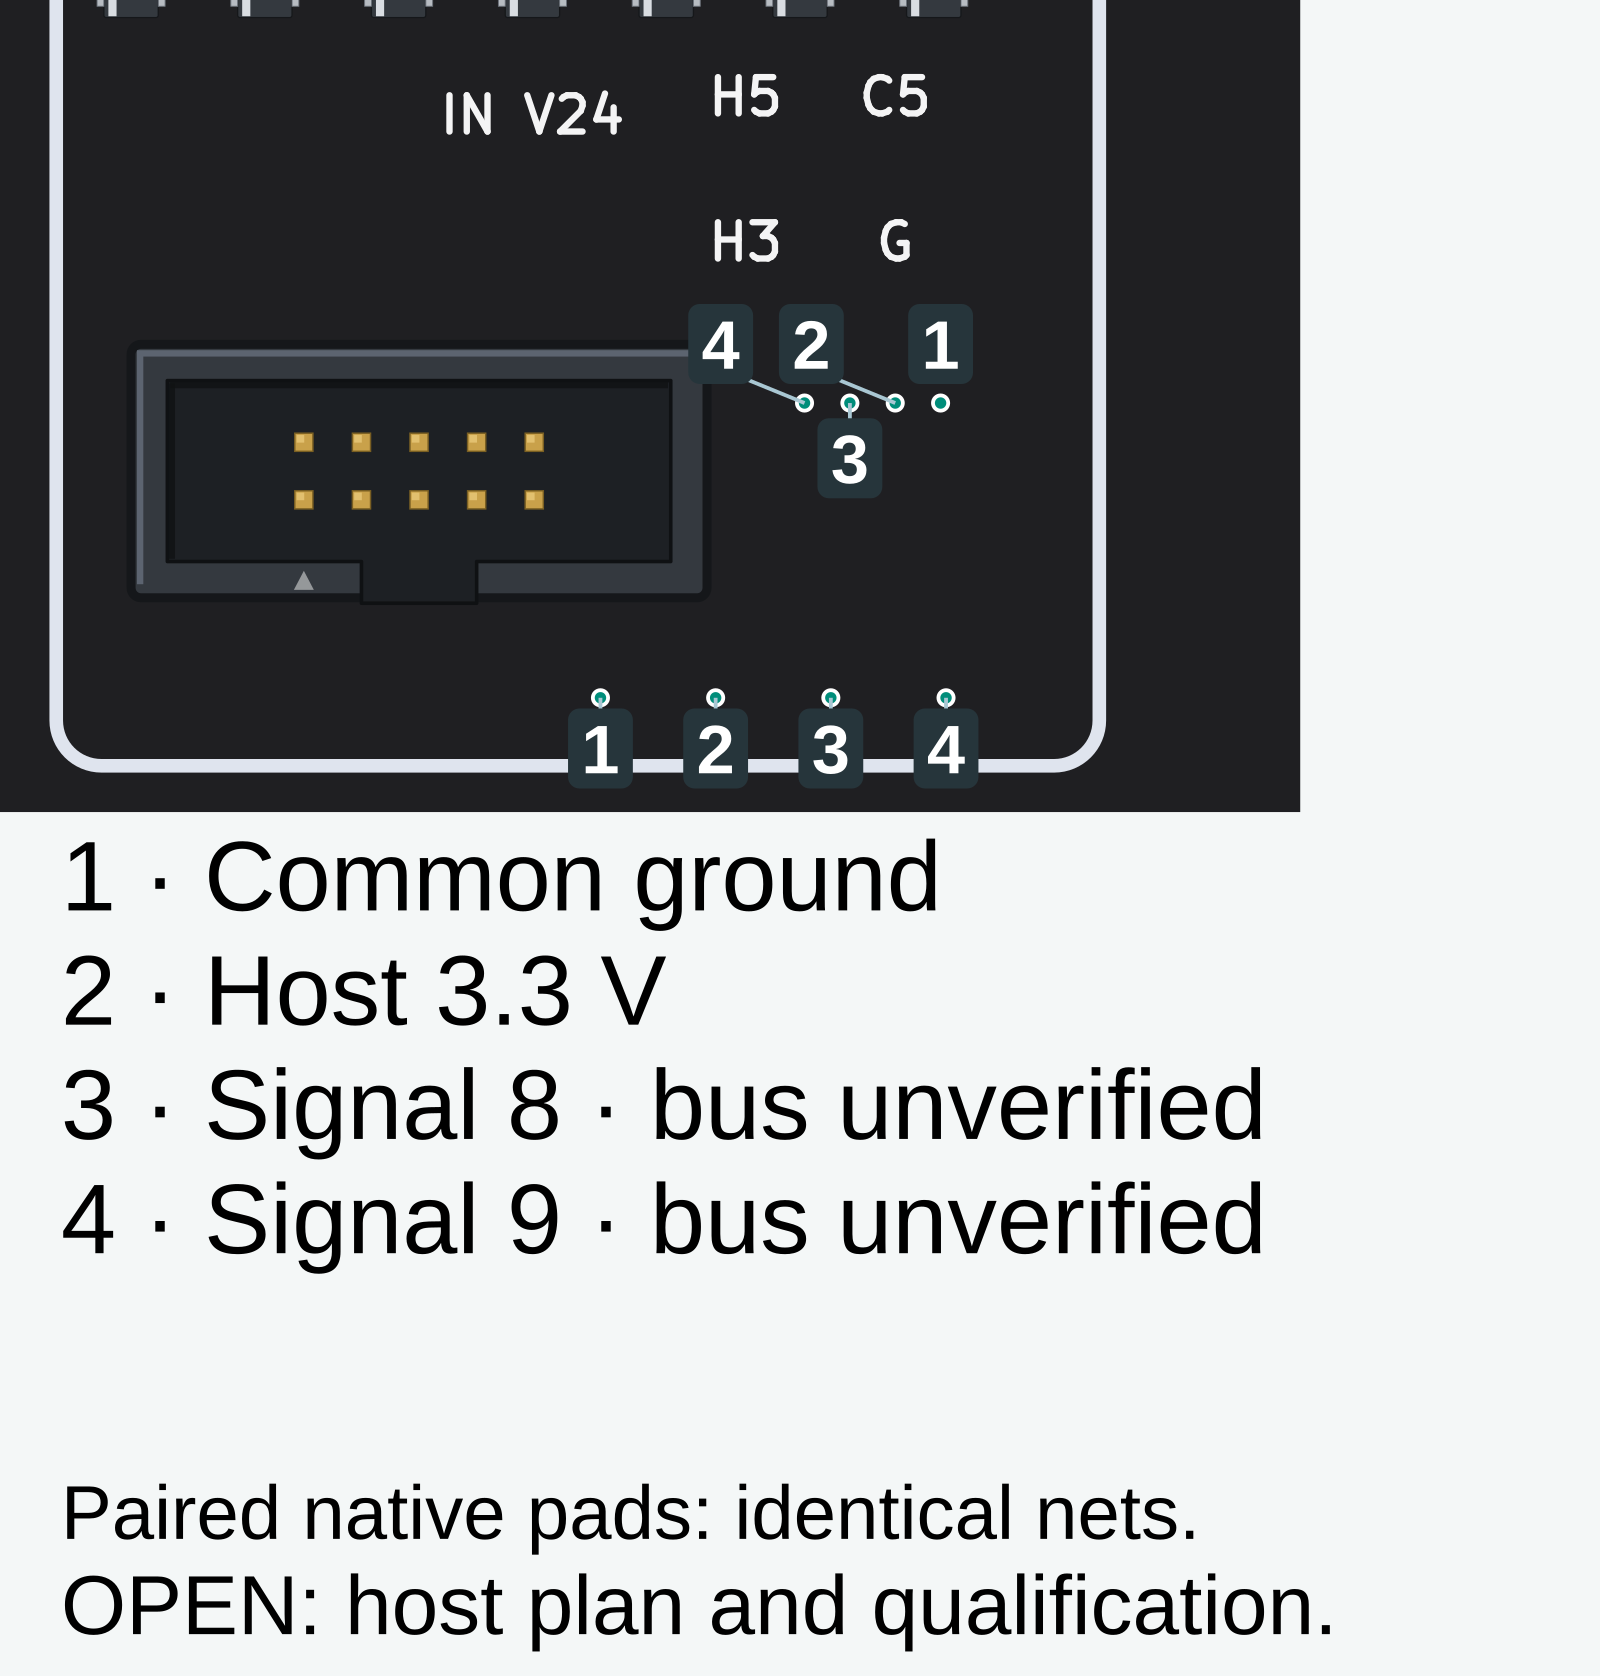 IN V24 H5 C5
H3 G
4 2 1
3
1 2 3 4
1 · Common ground
2 · Host 3.3 V
3 · Signal 8 · bus unverified
4 · Signal 9 · bus unverified
Paired native pads: identical nets.
OPEN: host plan and qualification.